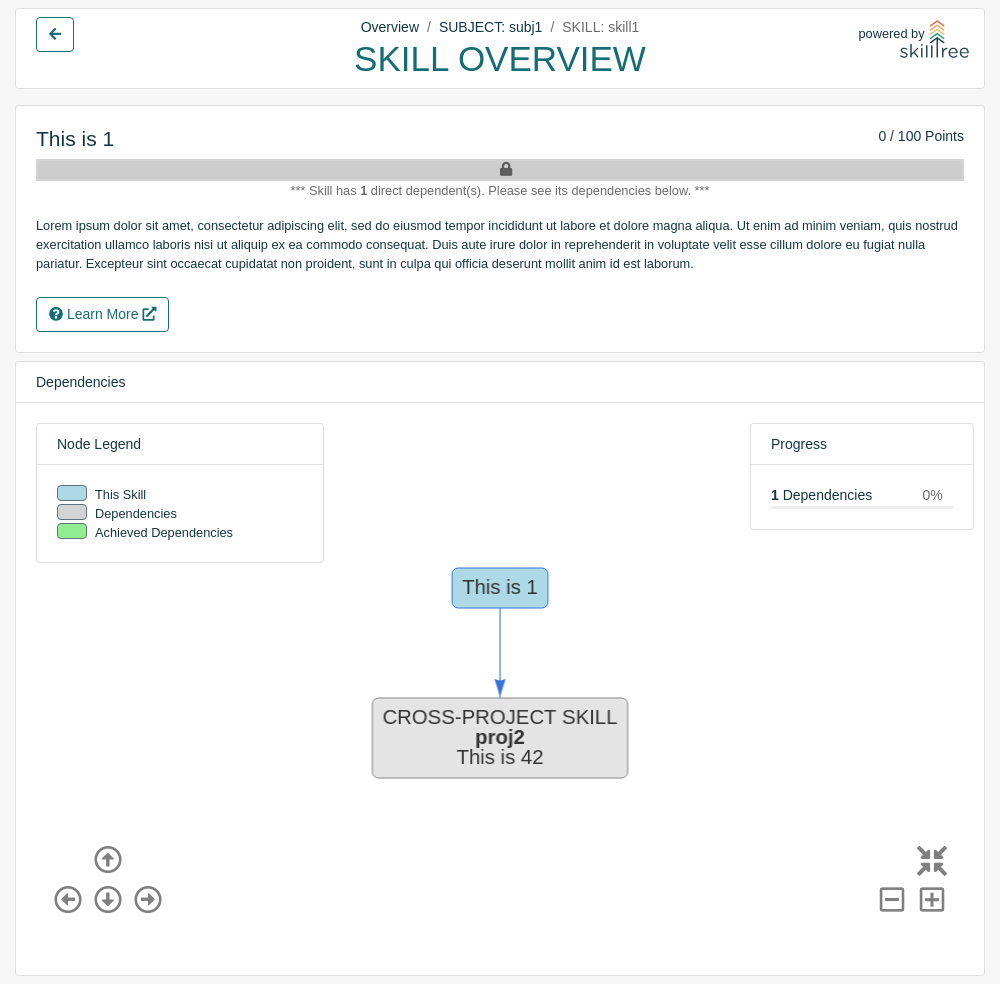 Overview / SUBJECT: subj1 / SKILL: skill1
SKILL OVERVIEW
powered by
skilltree
This is 1
0 / 100 Points
*** Skill has 1 direct dependent(s). Please see its dependencies below. ***
Lorem ipsum dolor sit amet, consectetur adipiscing elit, sed do eiusmod tempor incididunt ut labore et dolore magna aliqua. Ut enim ad minim veniam, quis nostrud
exercitation ullamco laboris nisi ut aliquip ex ea commodo consequat. Duis aute irure dolor in reprehenderit in voluptate velit esse cillum dolore eu fugiat nulla
pariatur. Excepteur sint occaecat cupidatat non proident, sunt in culpa qui officia deserunt mollit anim id est laborum.
Learn More
Dependencies
Node Legend
This Skill
Dependencies
Achieved Dependencies
Progress
1 Dependencies 0%
This is 1
CROSS-PROJECT SKILL
proj2
This is 42